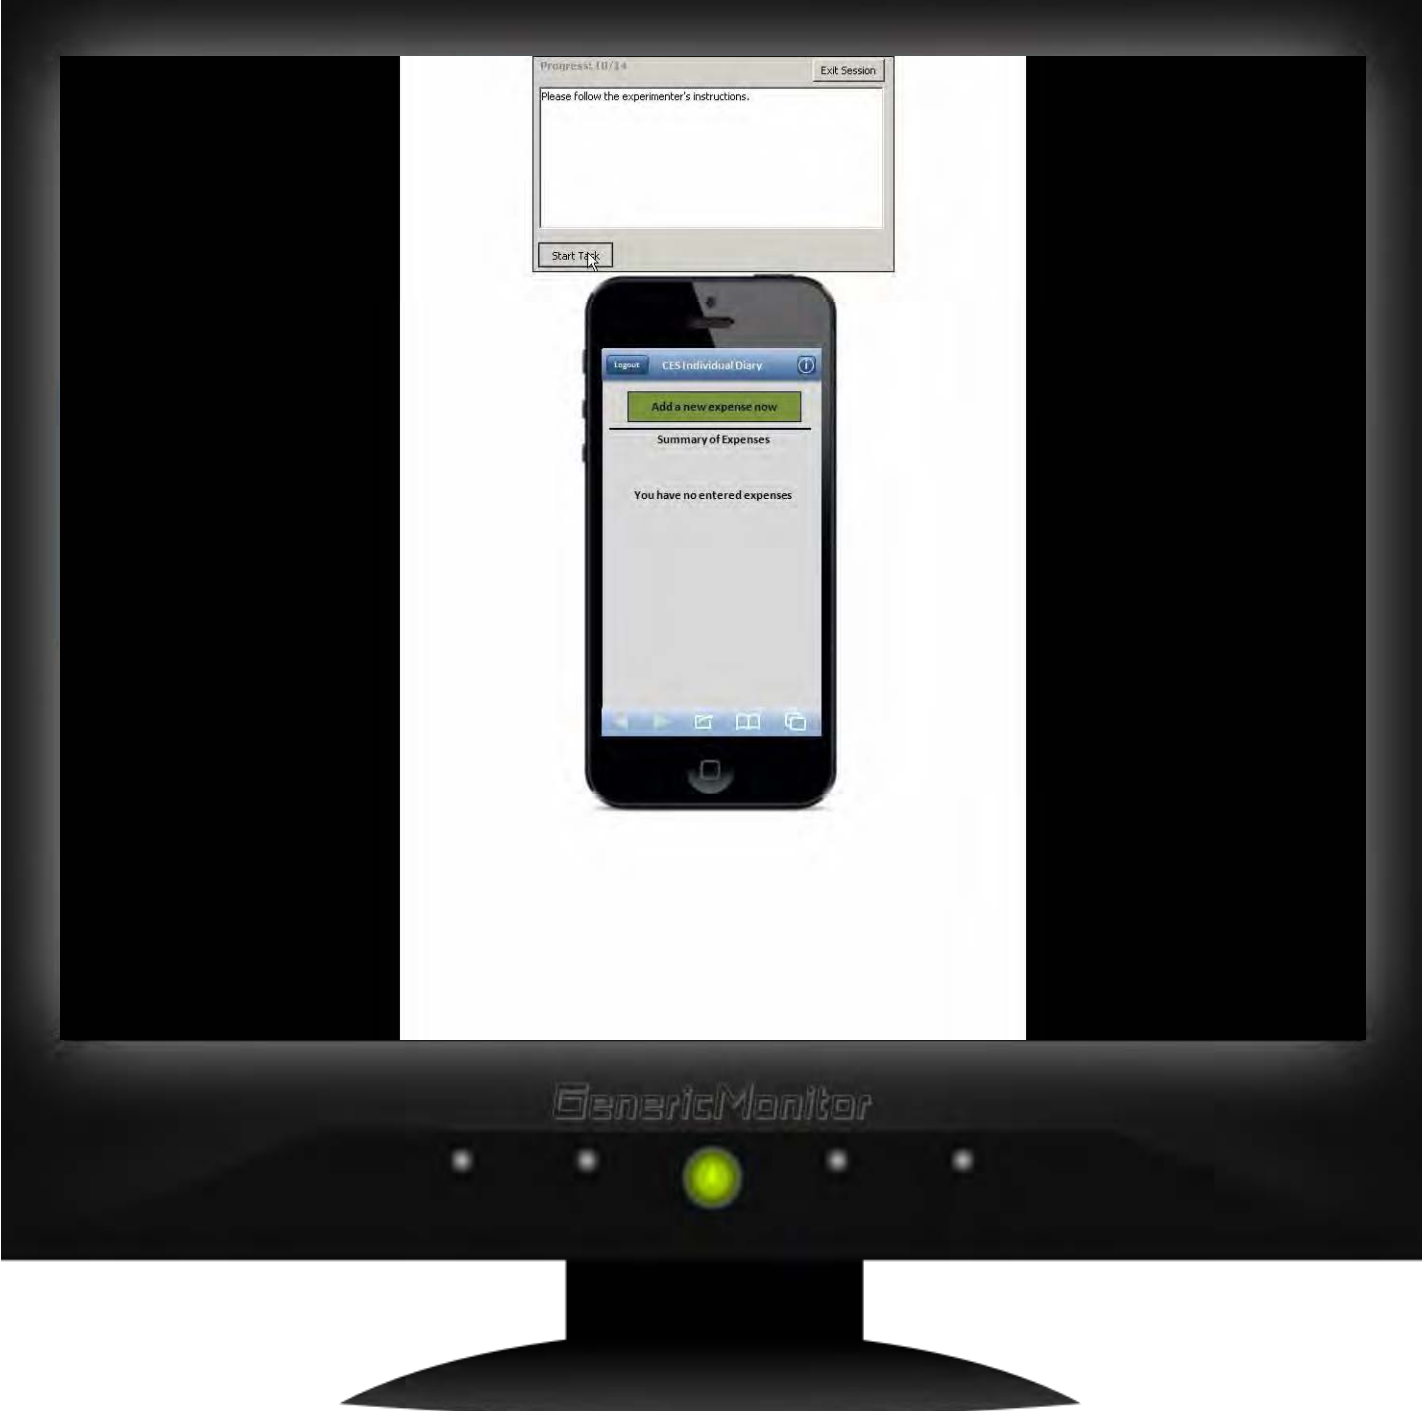 Progress: 10/14
Exit Session
Please follow the experimenter's instructions.
Start Task
Logout
CES Individual Diary
Add a new expense now
Summary of Expenses
You have no entered expenses
GenericMonitor